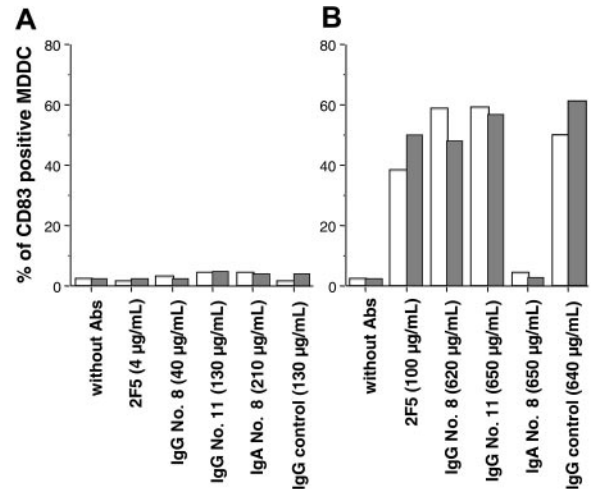 A
B
% of CD83 positive MDDC
80
60
40
20
0
80
60
40
20
0
without Abs
2F5 (4 µg/mL)
IgG No. 8 (40 µg/mL)
IgG No. 11 (130 µg/mL)
IgA No. 8 (210 µg/mL)
IgG control (130 µg/mL)
without Abs
2F5 (100 µg/mL)
IgG No. 8 (620 µg/mL)
IgG No. 11 (650 µg/mL)
IgA No. 8 (650 µg/mL)
IgG control (640 µg/mL)